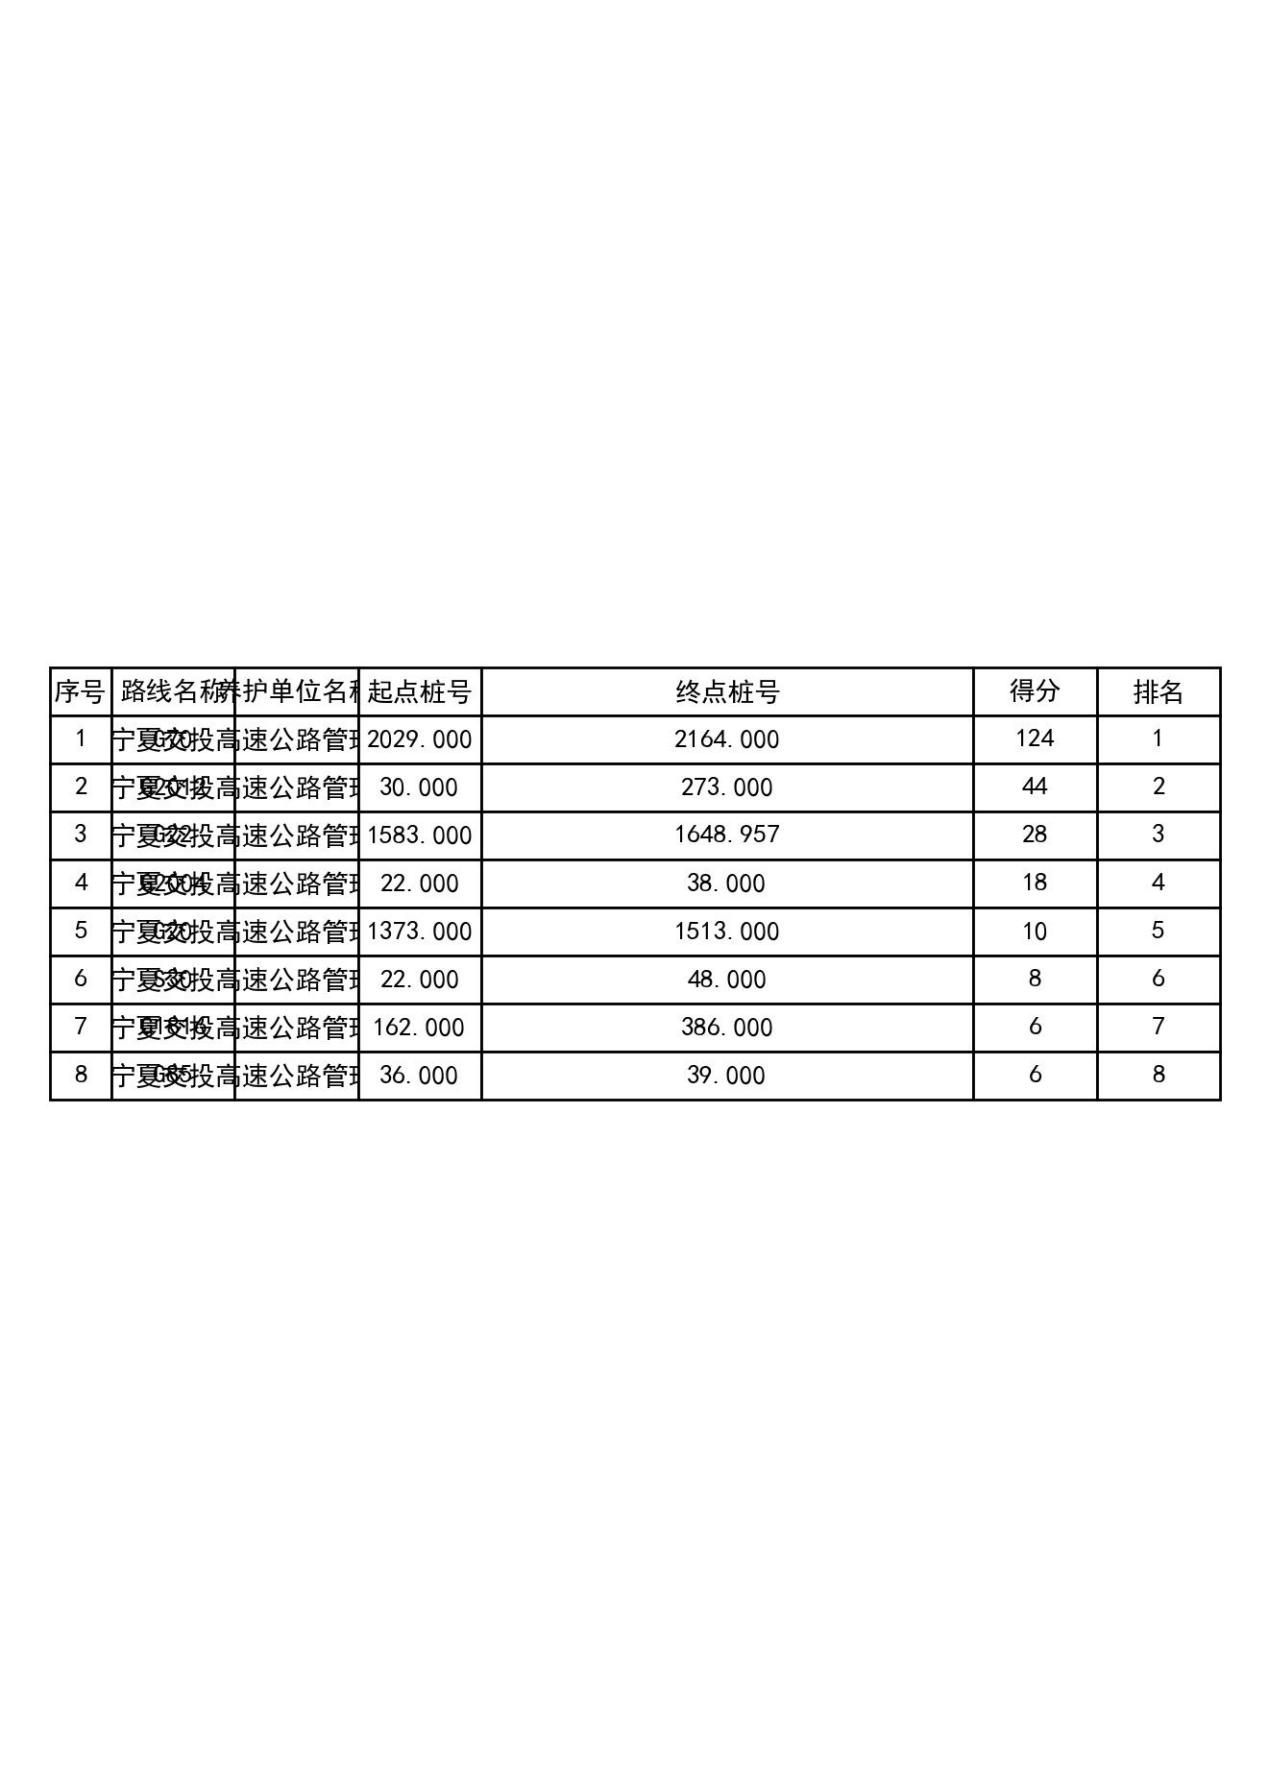 序号 路线名称 养护单位名称 起点桩号 终点桩号 得分 排名
1 G70 宁夏交投高速公路管理 2029.000 2164.000 124 1
2 G2012 宁夏交投高速公路管理 30.000 273.000 44 2
3 G22 宁夏交投高速公路管理 1583.000 1648.957 28 3
4 G2004 宁夏交投高速公路管理 22.000 38.000 18 4
5 G20 宁夏交投高速公路管理 1373.000 1513.000 10 5
6 S30 宁夏交投高速公路管理 22.000 48.000 8 6
7 G1816 宁夏交投高速公路管理 162.000 386.000 6 7
8 G85 宁夏交投高速公路管理 36.000 39.000 6 8